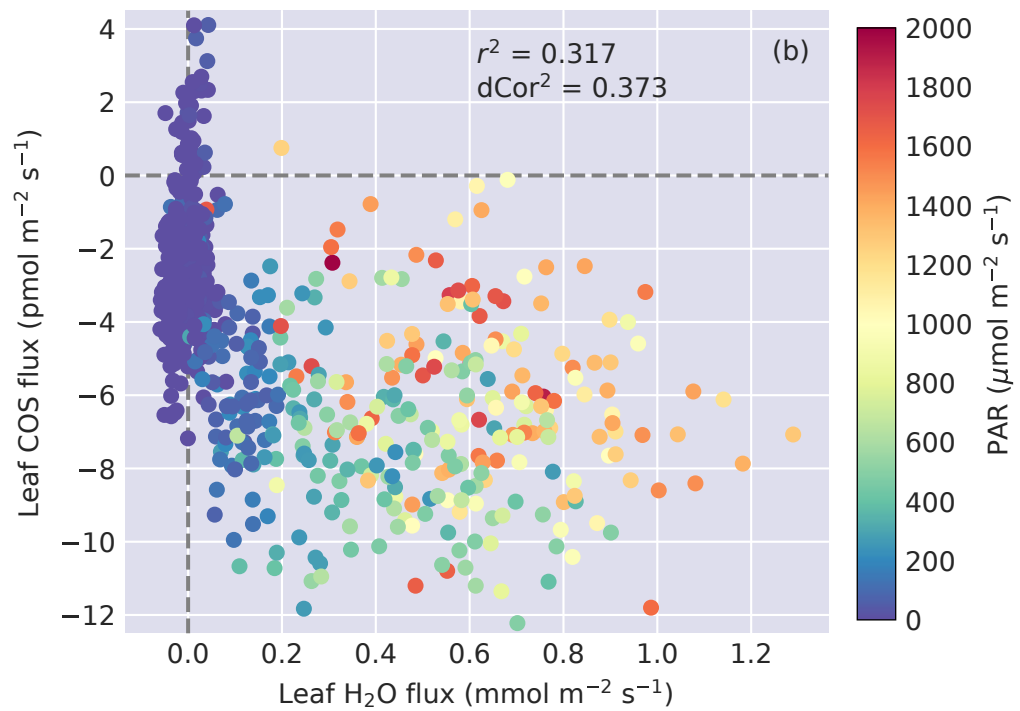 r² = 0.317
dCor² = 0.373
(b)
4
2
0
−2
−4
−6
−8
−10
−12
Leaf COS flux (pmol m⁻² s⁻¹)
0.0 0.2 0.4 0.6 0.8 1.0 1.2
Leaf H₂O flux (mmol m⁻² s⁻¹)
2000
1800
1600
1400
1200
1000
800
600
400
200
0
PAR (μmol m⁻² s⁻¹)